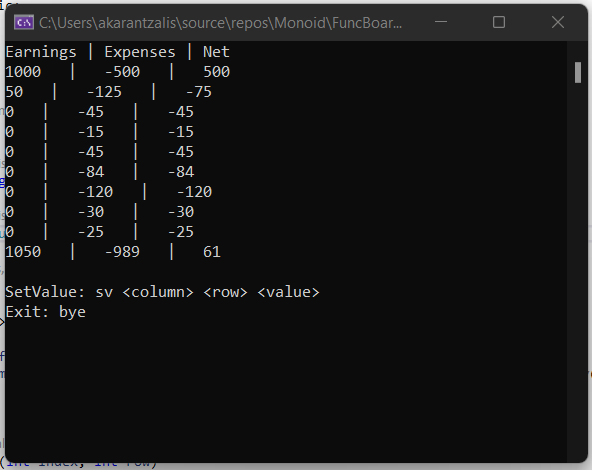 C:\Users\akarantzalis\source\repos\Monoid\FuncBoar...
Earnings | Expenses | Net
1000   |   -500   |   500
50   |   -125   |   -75
0   |   -45   |   -45
0   |   -15   |   -15
0   |   -45   |   -45
0   |   -84   |   -84
0   |   -120   |   -120
0   |   -30   |   -30
0   |   -25   |   -25
1050   |   -989   |   61
SetValue: sv <column> <row> <value>
Exit: bye
(int index, int row)